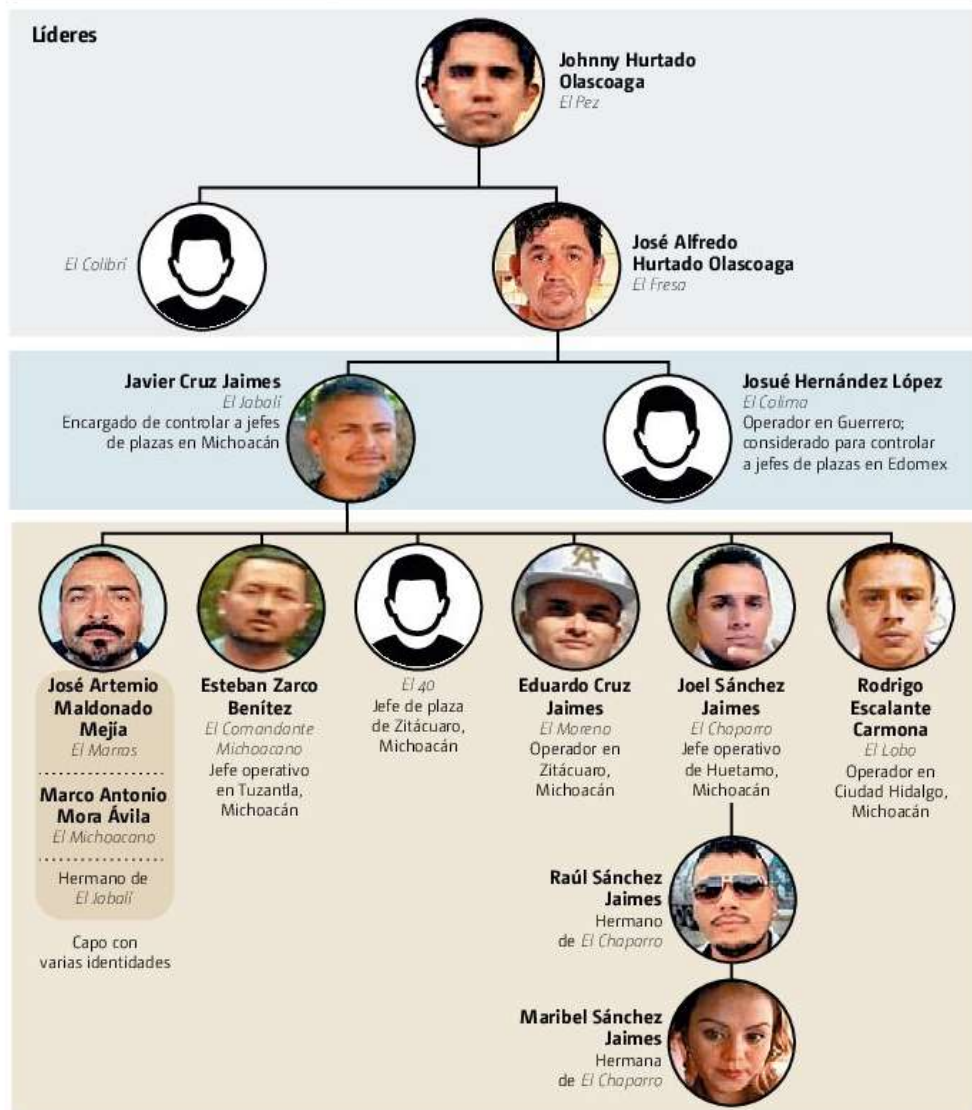 Líderes
Johnny Hurtado
Olascoaga
El Pez
El Colibrí
José Alfredo
Hurtado Olascoaga
El Fresa
Javier Cruz Jaimes
El Jabalí
Encargado de controlar a jefes
de plazas en Michoacán
Josué Hernández López
El Colima
Operador en Guerrero;
considerado para controlar
a jefes de plazas en Edomex
José Artemio
Maldonado
Mejía
El Marras
Marco Antonio
Mora Ávila
El Michoacano
Hermano de
El Jabalí
Capo con
varias identidades
Esteban Zarco
Benítez
El Comandante
Michoacano
Jefe operativo
en Tuzantla,
Michoacán
El 40
Jefe de plaza
de Zitácuaro,
Michoacán
Eduardo Cruz
Jaimes
El Moreno
Operador en
Zitácuaro,
Michoacán
Joel Sánchez
Jaimes
El Chaparro
Jefe operativo
de Huetamo,
Michoacán
Rodrigo
Escalante
Carmona
El Lobo
Operador en
Ciudad Hidalgo,
Michoacán
Raúl Sánchez
Jaimes
Hermano
de El Chaparro
Maribel Sánchez
Jaimes
Hermana
de El Chaparro